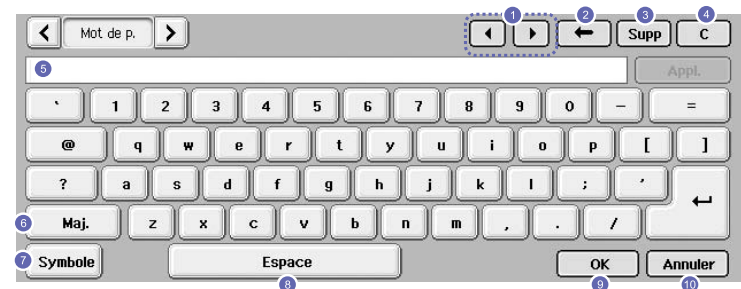 Mot de p. 1 2 3 Supp 4 C
5 Appl.
` 1 2 3 4 5 6 7 8 9 0 - =
@ q w e r t y u i o p [ ]
? a s d f g h j k l ; ´
6 Maj. z x c v b n m , . /
7 Symbole Espace OK Annuler
8 9 10